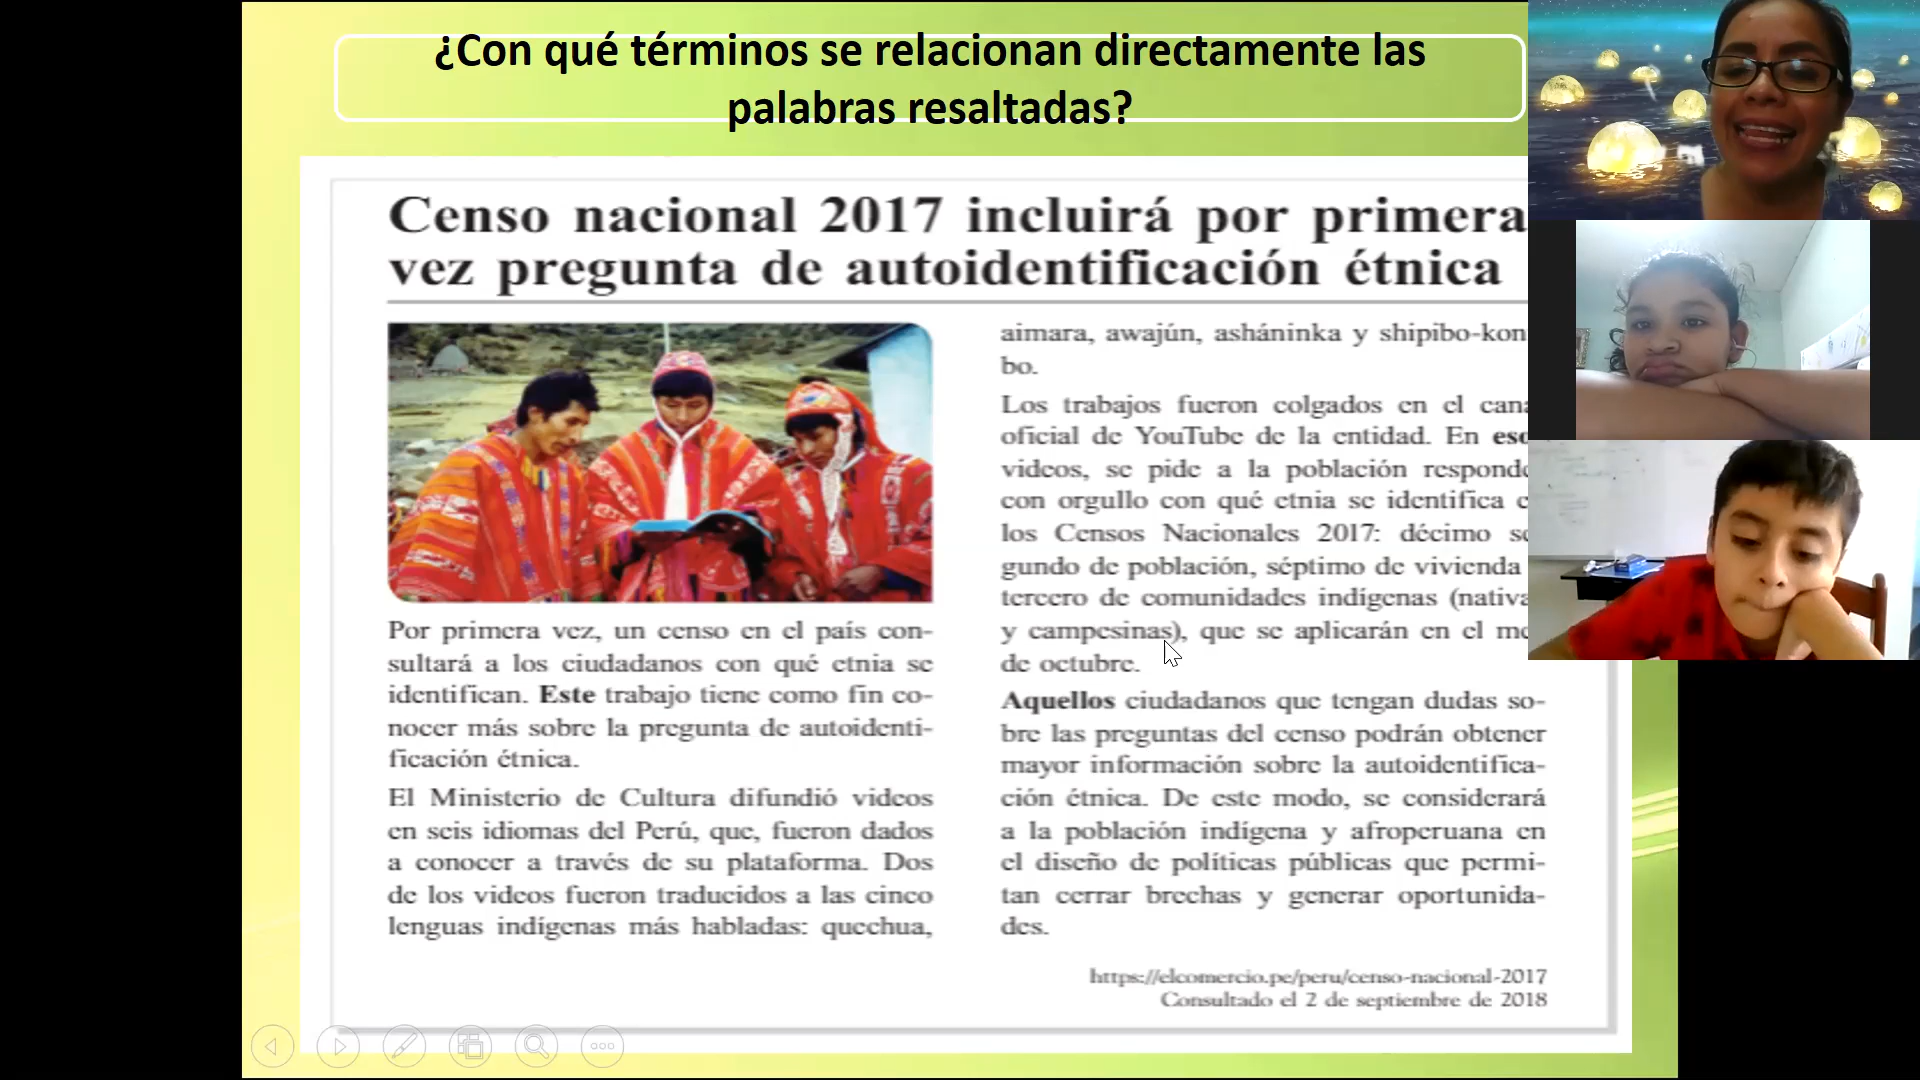 ¿Con qué términos se relacionan directamente las
palabras resaltadas?
Censo nacional 2017 incluirá por primera
vez pregunta de autoidentificación étnica
Por primera vez, un censo en el país con-
sultará a los ciudadanos con qué etnia se
identifican. Este trabajo tiene como fin co-
nocer más sobre la pregunta de autoidenti-
ficación étnica.
El Ministerio de Cultura difundió videos
en seis idiomas del Perú, que, fueron dados
a conocer a través de su plataforma. Dos
de los videos fueron traducidos a las cinco
lenguas indígenas más habladas: quechua,
aimara, awajún, asháninka y shipibo-kon
bo.
Los trabajos fueron colgados en el
oficial de YouTube de la entidad. En
videos, se pide a la población
con orgullo con qué etnia se identifica
los Censos Nacionales 2017: décimo
gundo de población, séptimo de vivienda
tercero de comunidades indígenas
y campesinas), que se aplicarán en el
de octubre.
Aquellos ciudadanos que tengan dudas so-
bre las preguntas del censo podrán obtener
mayor información sobre la autoidentifica-
ción étnica. De este modo, se considerará
a la población indígena y afroperuana en
el diseño de políticas públicas que permi-
tan cerrar brechas y generar oportunida-
des.
https://elcomercio.pe/peru/censo-nacional-2017
Consultado el 2 de septiembre de 2018